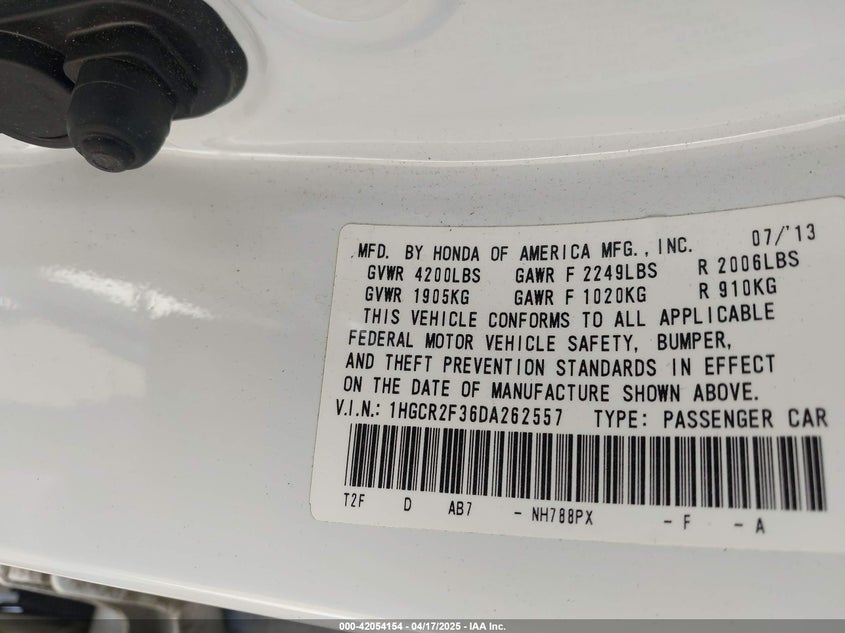 MFD. BY HONDA OF AMERICA MFG., INC. 07/'13
GVWR 4200LBS GAWR F 2249LBS R 2006LBS
GVWR 1905KG GAWR F 1020KG R 910KG
THIS VEHICLE CONFORMS TO ALL APPLICABLE
FEDERAL MOTOR VEHICLE SAFETY, BUMPER,
AND THEFT PREVENTION STANDARDS IN EFFECT
ON THE DATE OF MANUFACTURE SHOWN ABOVE.
V.I.N.: 1HGCR2F36DA262557 TYPE: PASSENGER CAR
T2F D AB7 - NH788PX - F - A
000-42054154 - 04/17/2025 - IAA Inc.